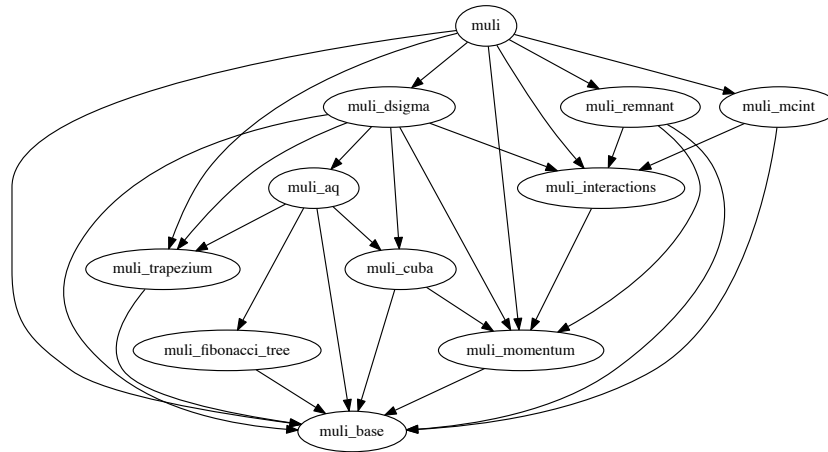 muli
muli_dsigma
muli_remnant
muli_mcint
muli_aq
muli_interactions
muli_trapezium
muli_cuba
muli_fibonacci_tree
muli_momentum
muli_base